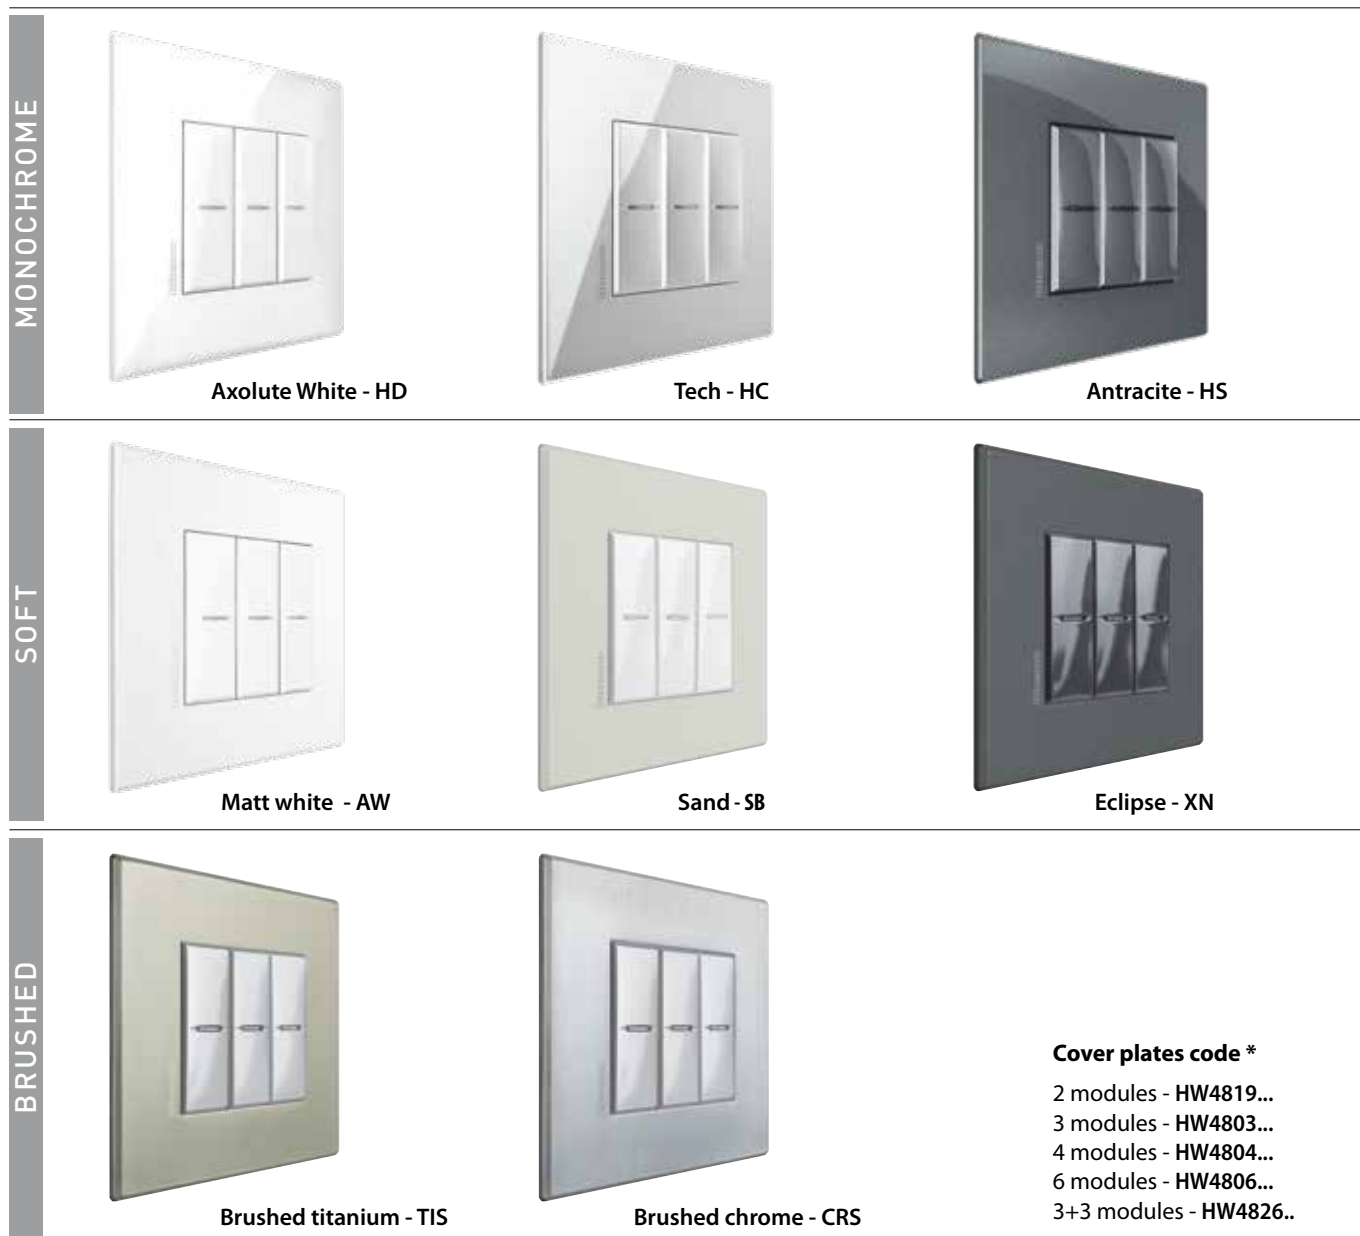 MONOCHROME
Axolute White - HD
Tech - HC
Antracite - HS
SOFT
Matt white - AW
Sand - SB
Eclipse - XN
BRUSHED
Brushed titanium - TIS
Brushed chrome - CRS
Cover plates code *
2 modules - HW4819...
3 modules - HW4803...
4 modules - HW4804...
6 modules - HW4806...
3+3 modules - HW4826..